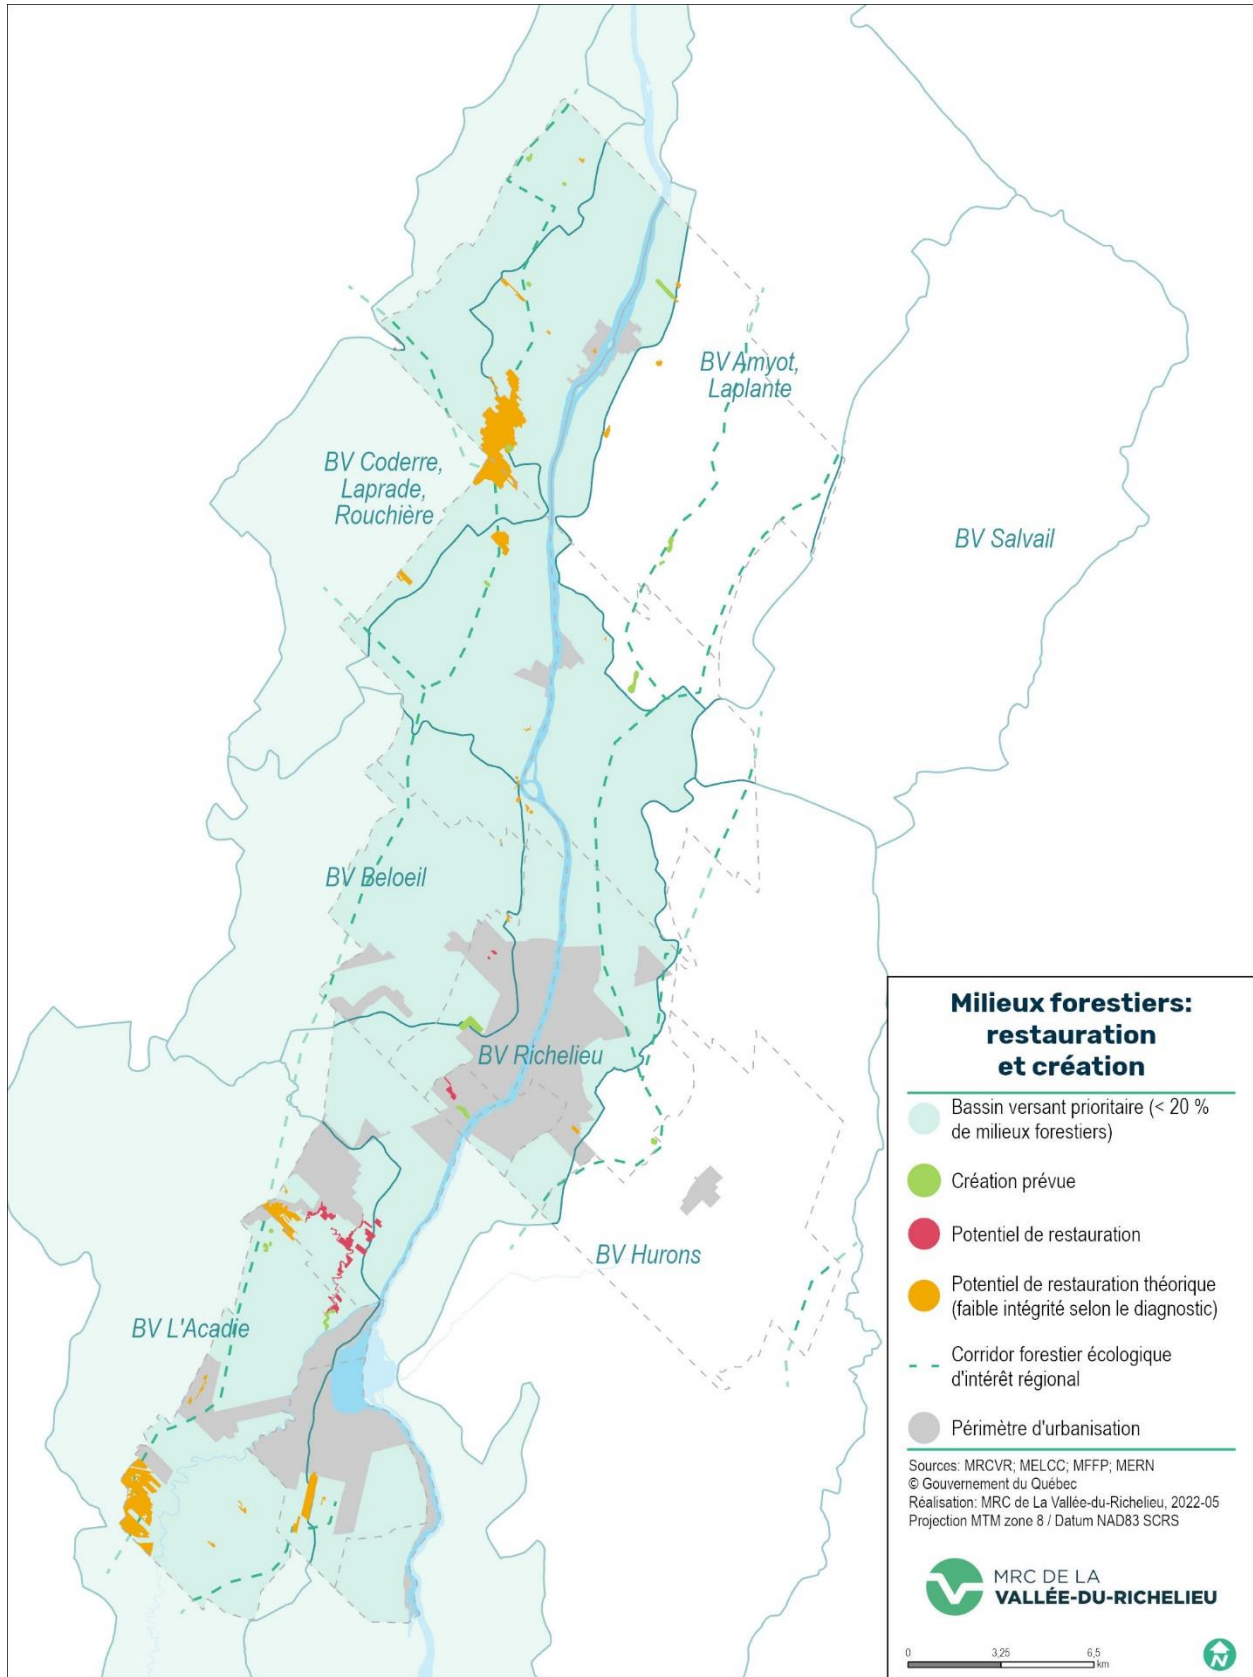 BV Amyot,
Laplante
BV Coderre,
Laprade,
Rouchière
BV Salvail
BV Beloeil
BV Richelieu
BV Hurons
BV L'Acadie
Milieux forestiers:
restauration
et création
Bassin versant prioritaire (< 20 %
de milieux forestiers)
Création prévue
Potentiel de restauration
Potentiel de restauration théorique
(faible intégrité selon le diagnostic)
Corridor forestier écologique
d'intérêt régional
Périmètre d'urbanisation
Sources: MRCVR; MELCC; MFFP; MERN
© Gouvernement du Québec
Réalisation: MRC de La Vallée-du-Richelieu, 2022-05
Projection MTM zone 8 / Datum NAD83 SCRS
MRC DE LA
VALLÉE-DU-RICHELIEU
0 3,25 6,5
km
N